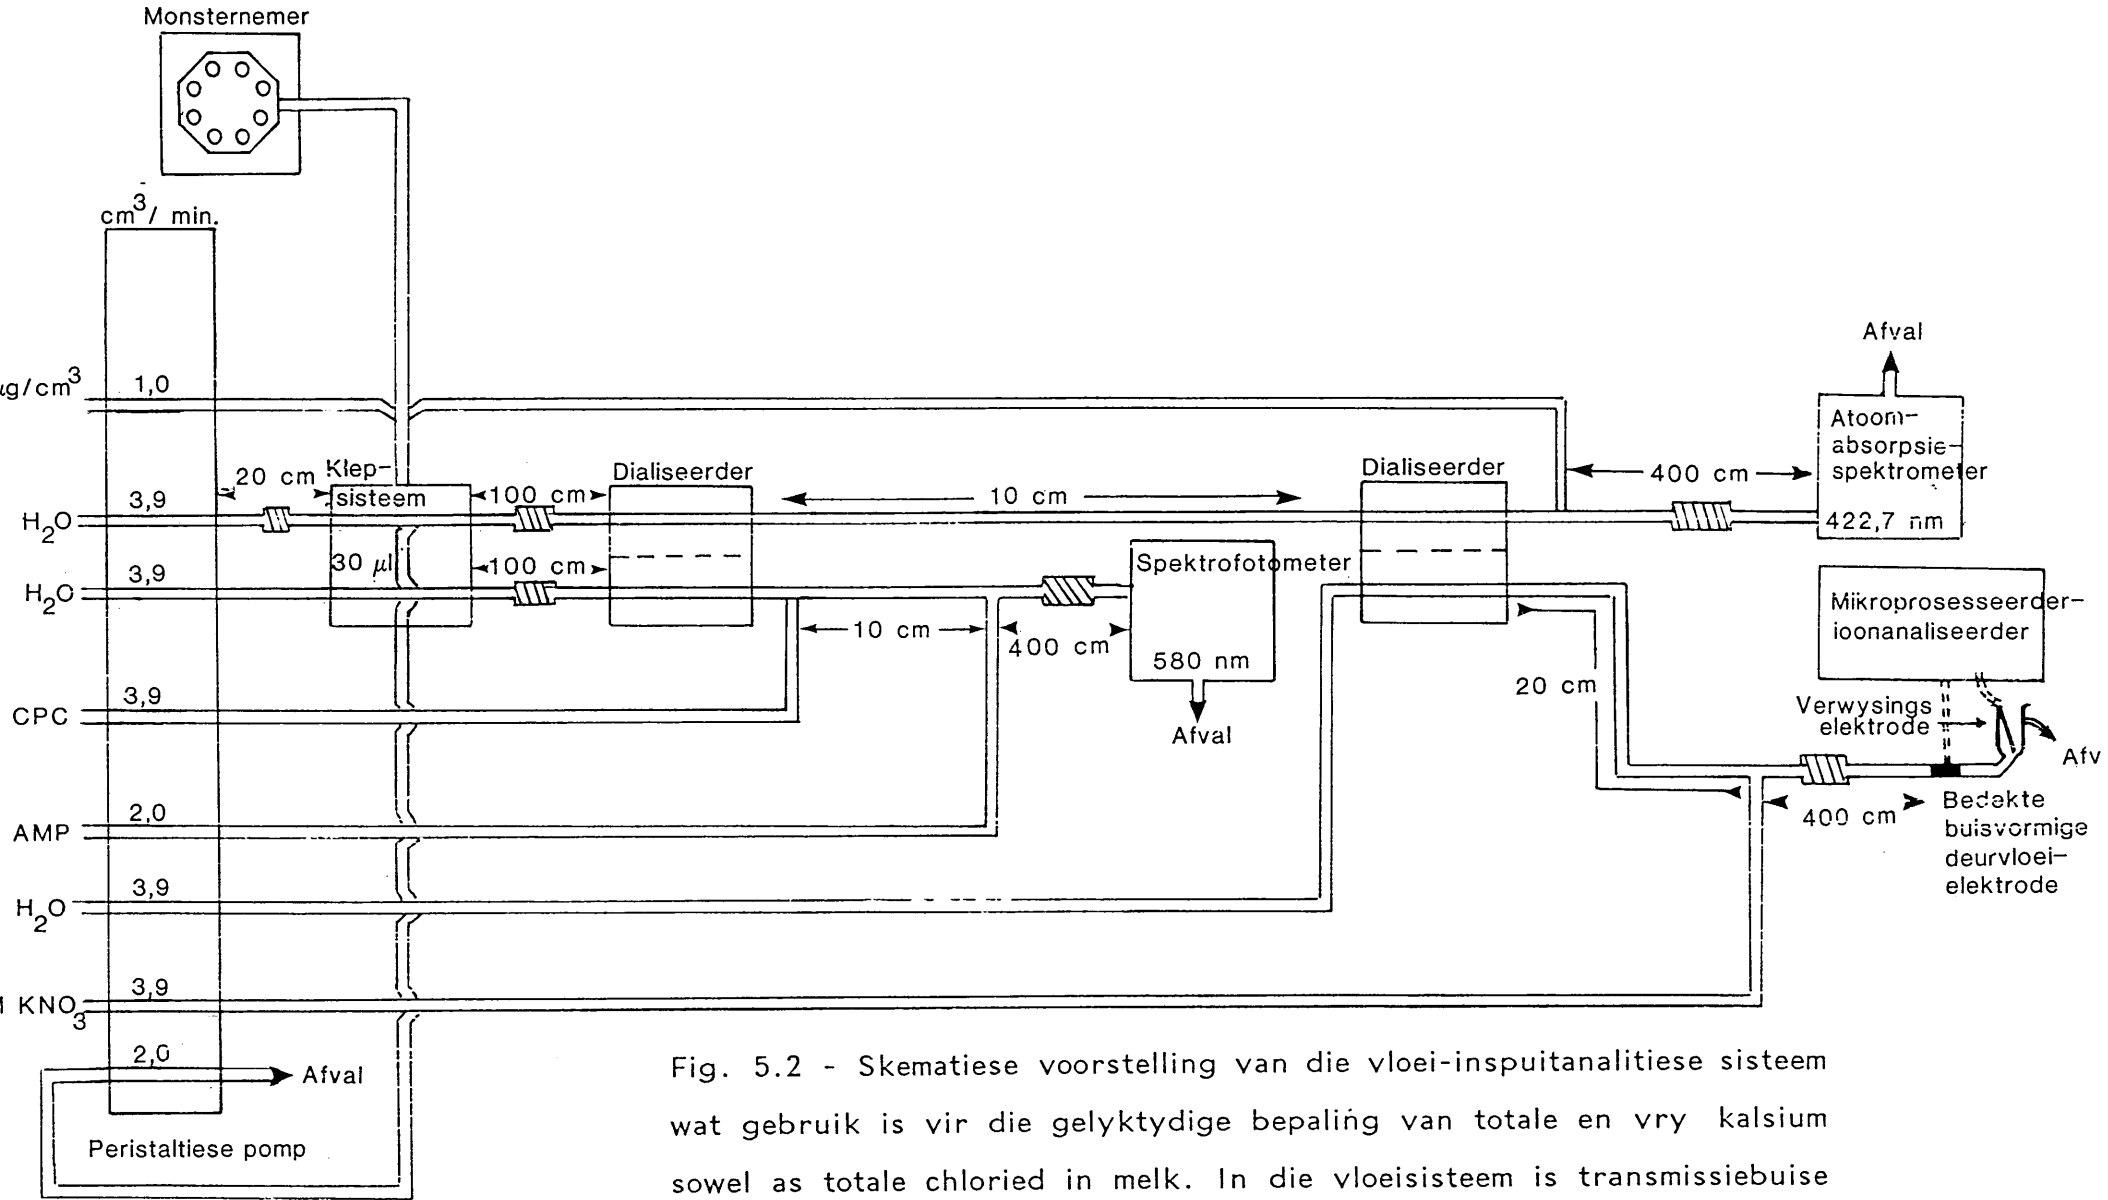 Monsternemer
cm³/ min.
µg/cm³ 1,0
20 cm
Klep-
sisteem
30 µl
100 cm
100 cm
Dialiseerder
10 cm
Dialiseerder
400 cm
Afval
Atoom-
absorpsie-
spektrometer
422,7 nm
H₂O 3,9
H₂O 3,9
Spektrofotometer
580 nm
Afval
10 cm
400 cm
Mikroprosesseerder-
ioonanaliseerder
20 cm
Verwysings
elektrode
Afv
400 cm
Bedekte
buisvormige
deurvloei-
elektrode
CPC 3,9
AMP 2,0
H₂O 3,9
M KNO₃ 3,9
2,0
Afval
Peristaltiese pomp
Fig. 5.2 - Skematiese voorstelling van die vloei-inspuitanalitiese sisteem
wat gebruik is vir die gelyktydige bepaling van totale en vry kalsium
sowel as totale chloried in melk. In die vloeisisteem is transmissiebuise